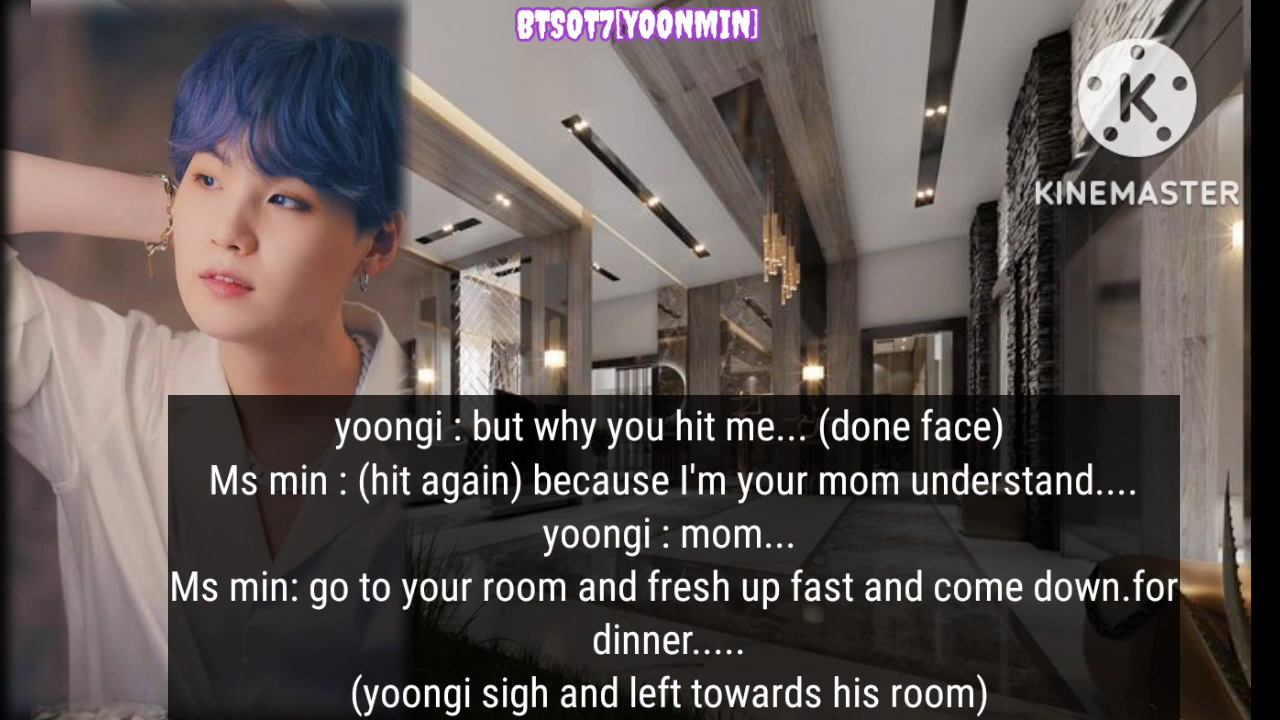 BTSOT7[YOONMIN]
KINEMASTER
yoongi : but why you hit me... (done face)
Ms min : (hit again) because I'm your mom understand....
yoongi : mom...
Ms min: go to your room and fresh up fast and come down.for
dinner.....
(yoongi sigh and left towards his room)